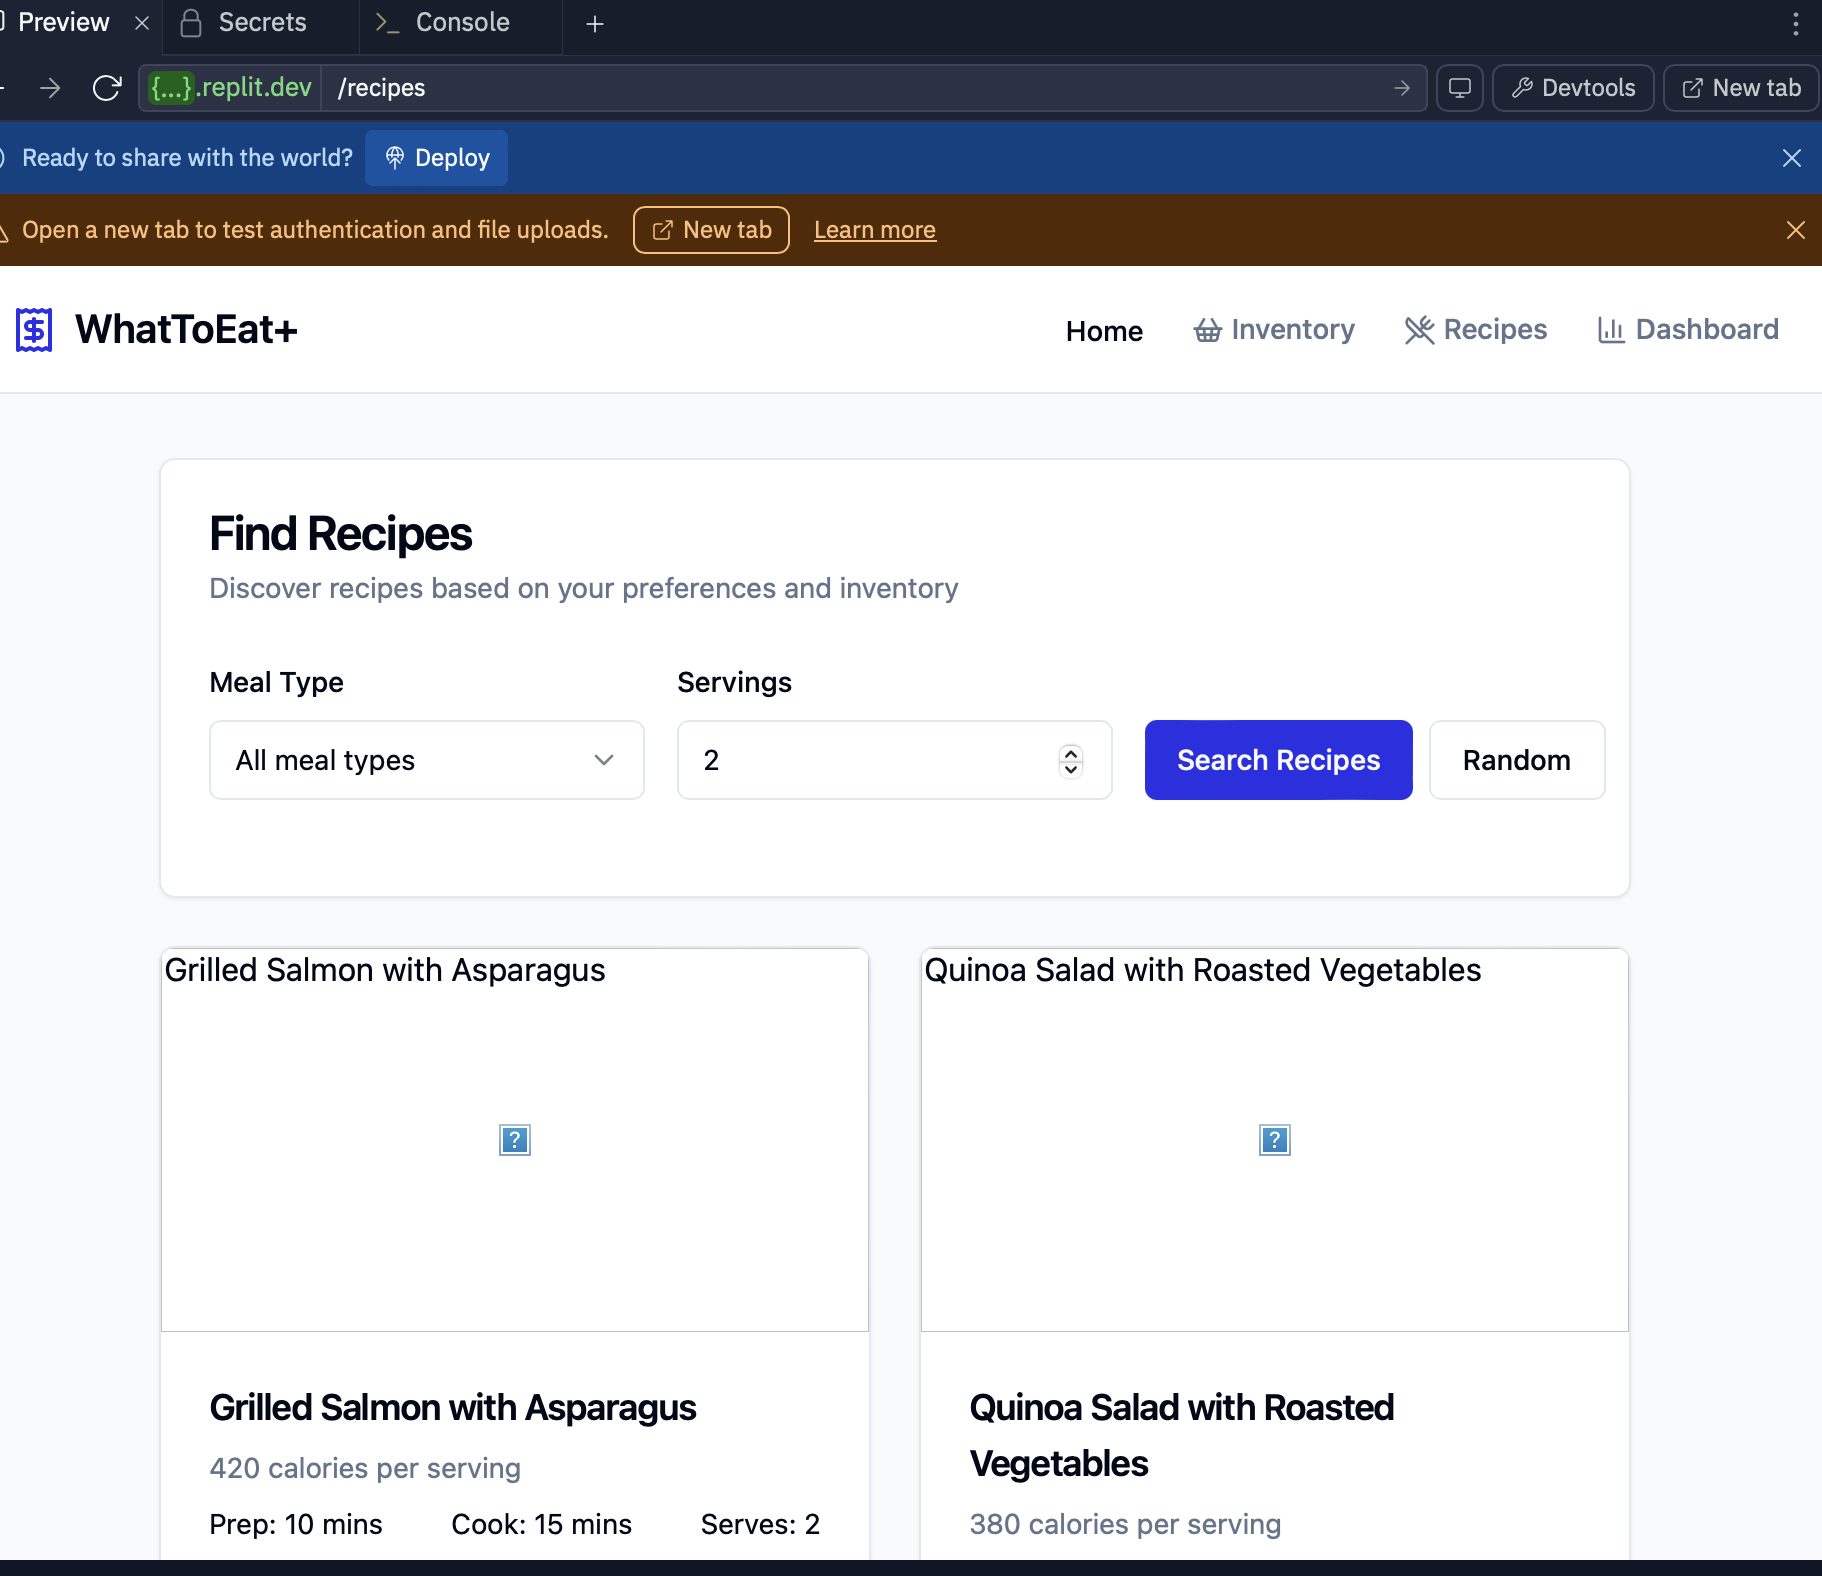 Preview
Secrets
Console
{...}.replit.dev /recipes
Devtools
New tab
Ready to share with the world?
Deploy
Open a new tab to test authentication and file uploads.
New tab
Learn more
WhatToEat+
Home
Inventory
Recipes
Dashboard
Find Recipes
Discover recipes based on your preferences and inventory
Meal Type
Servings
All meal types
2
Search Recipes
Random
Grilled Salmon with Asparagus
?
Grilled Salmon with Asparagus
420 calories per serving
Prep: 10 mins
Cook: 15 mins
Serves: 2
Quinoa Salad with Roasted Vegetables
?
Quinoa Salad with Roasted
Vegetables
380 calories per serving